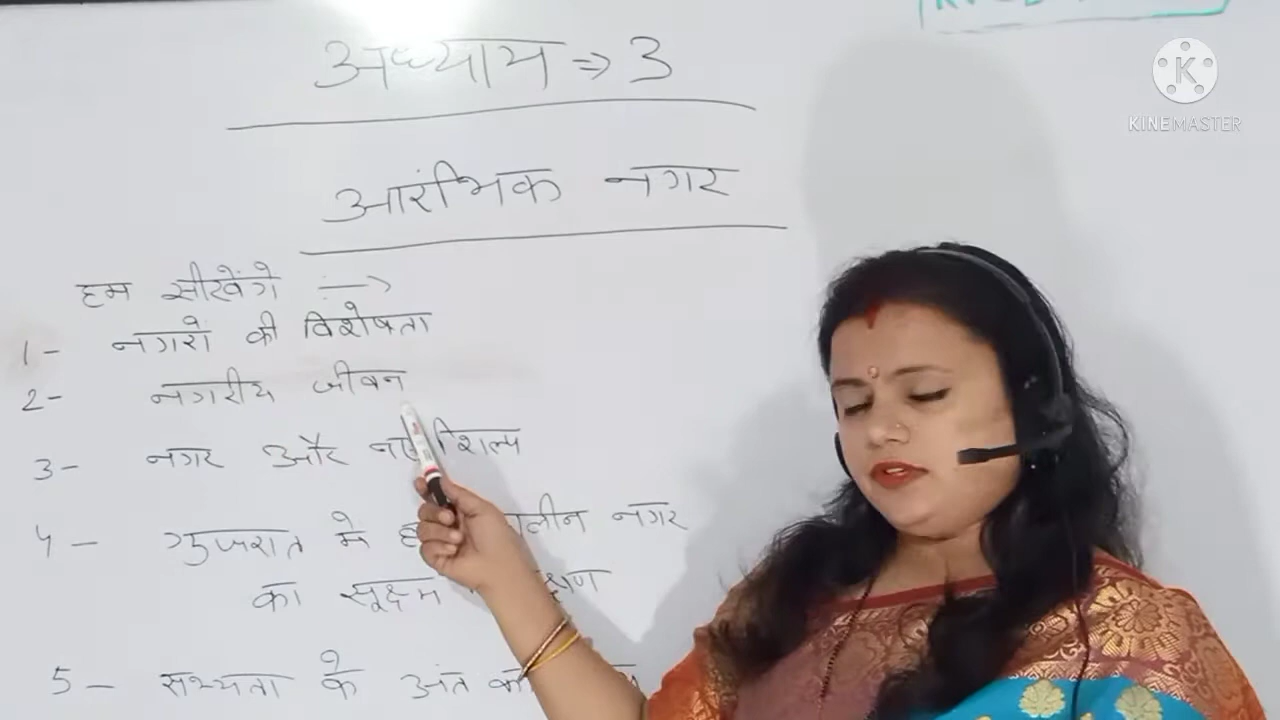 अध्याय => 3
KINEMASTER
आरंभिक नगर
हम सीखेंगे :—>
1- नगरों की विशेषता
2- नगरीय जीवन
3- नगर और शिल्प
4- गुजरात मे नगर
का सूक्ष्म
5- सभ्यता के अंत